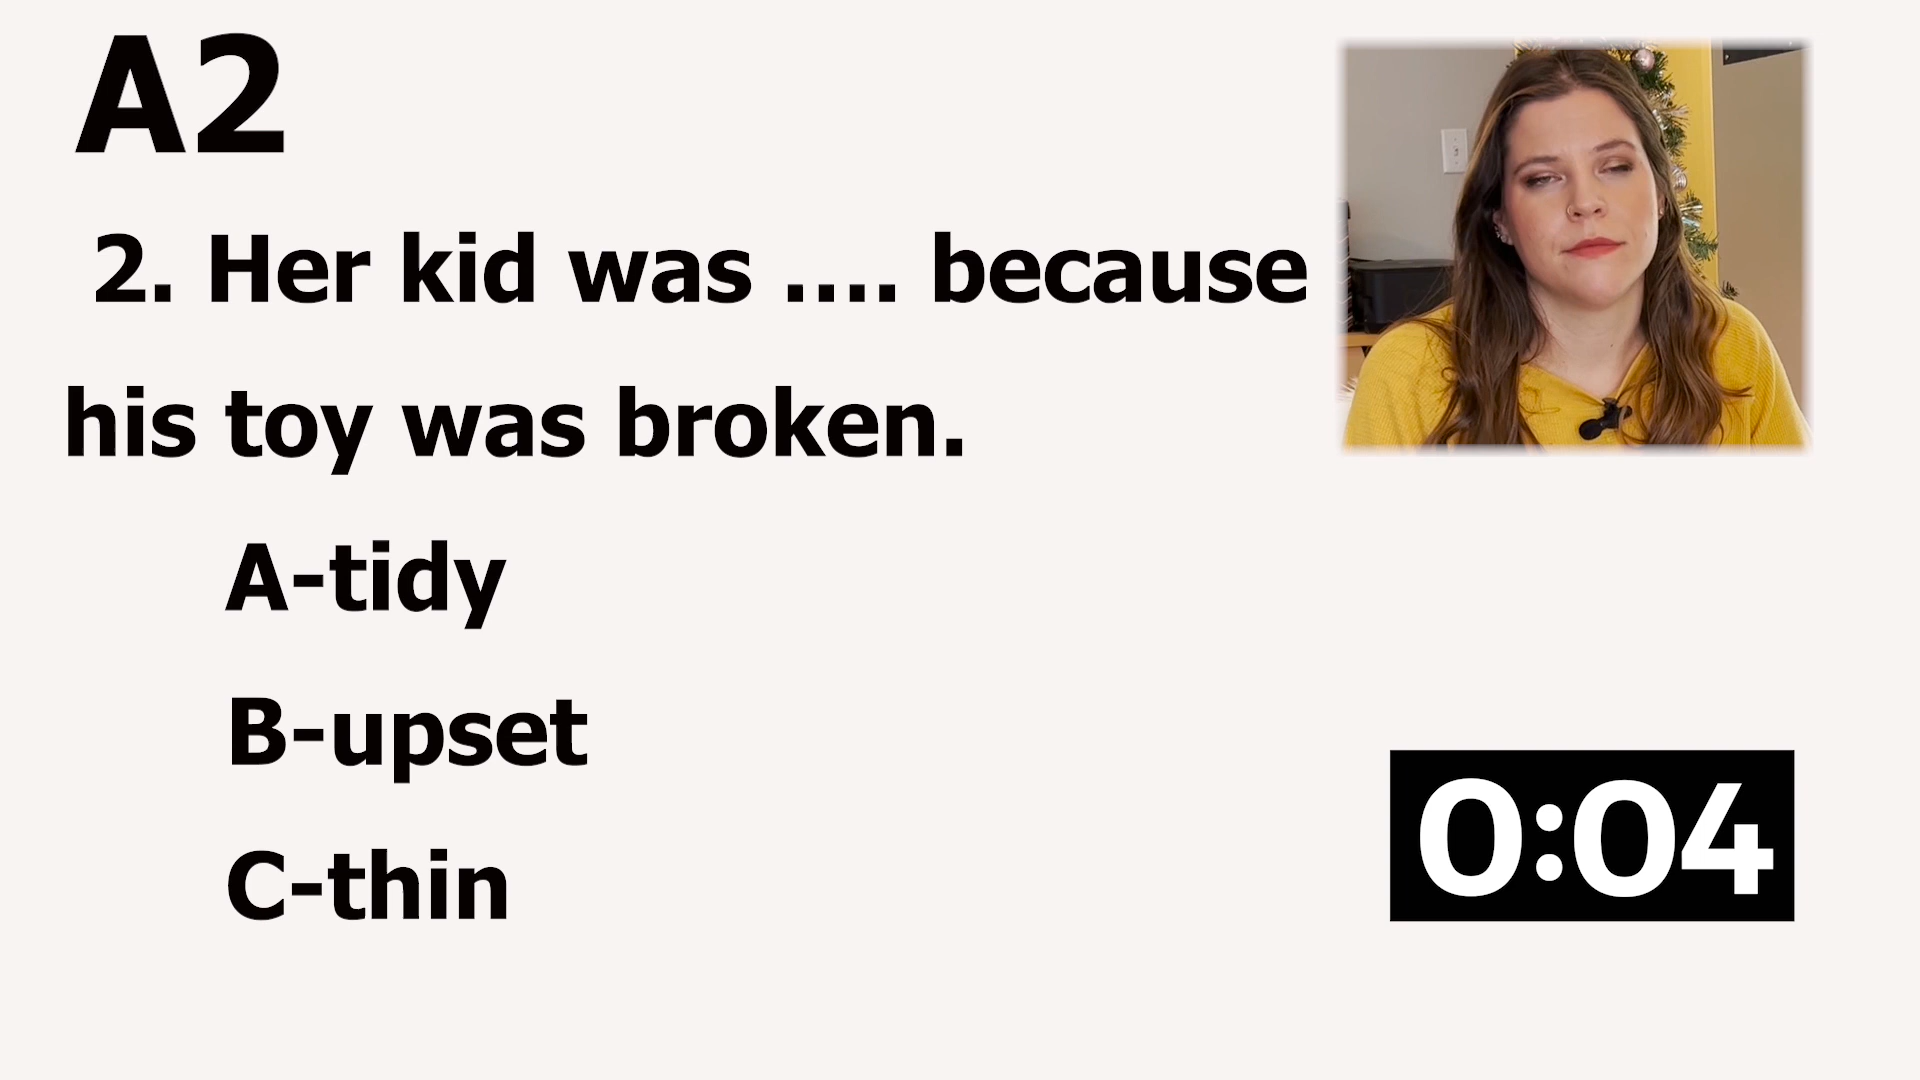 A2
2. Her kid was .... because
his toy was broken.
A-tidy
B-upset
C-thin
0:04